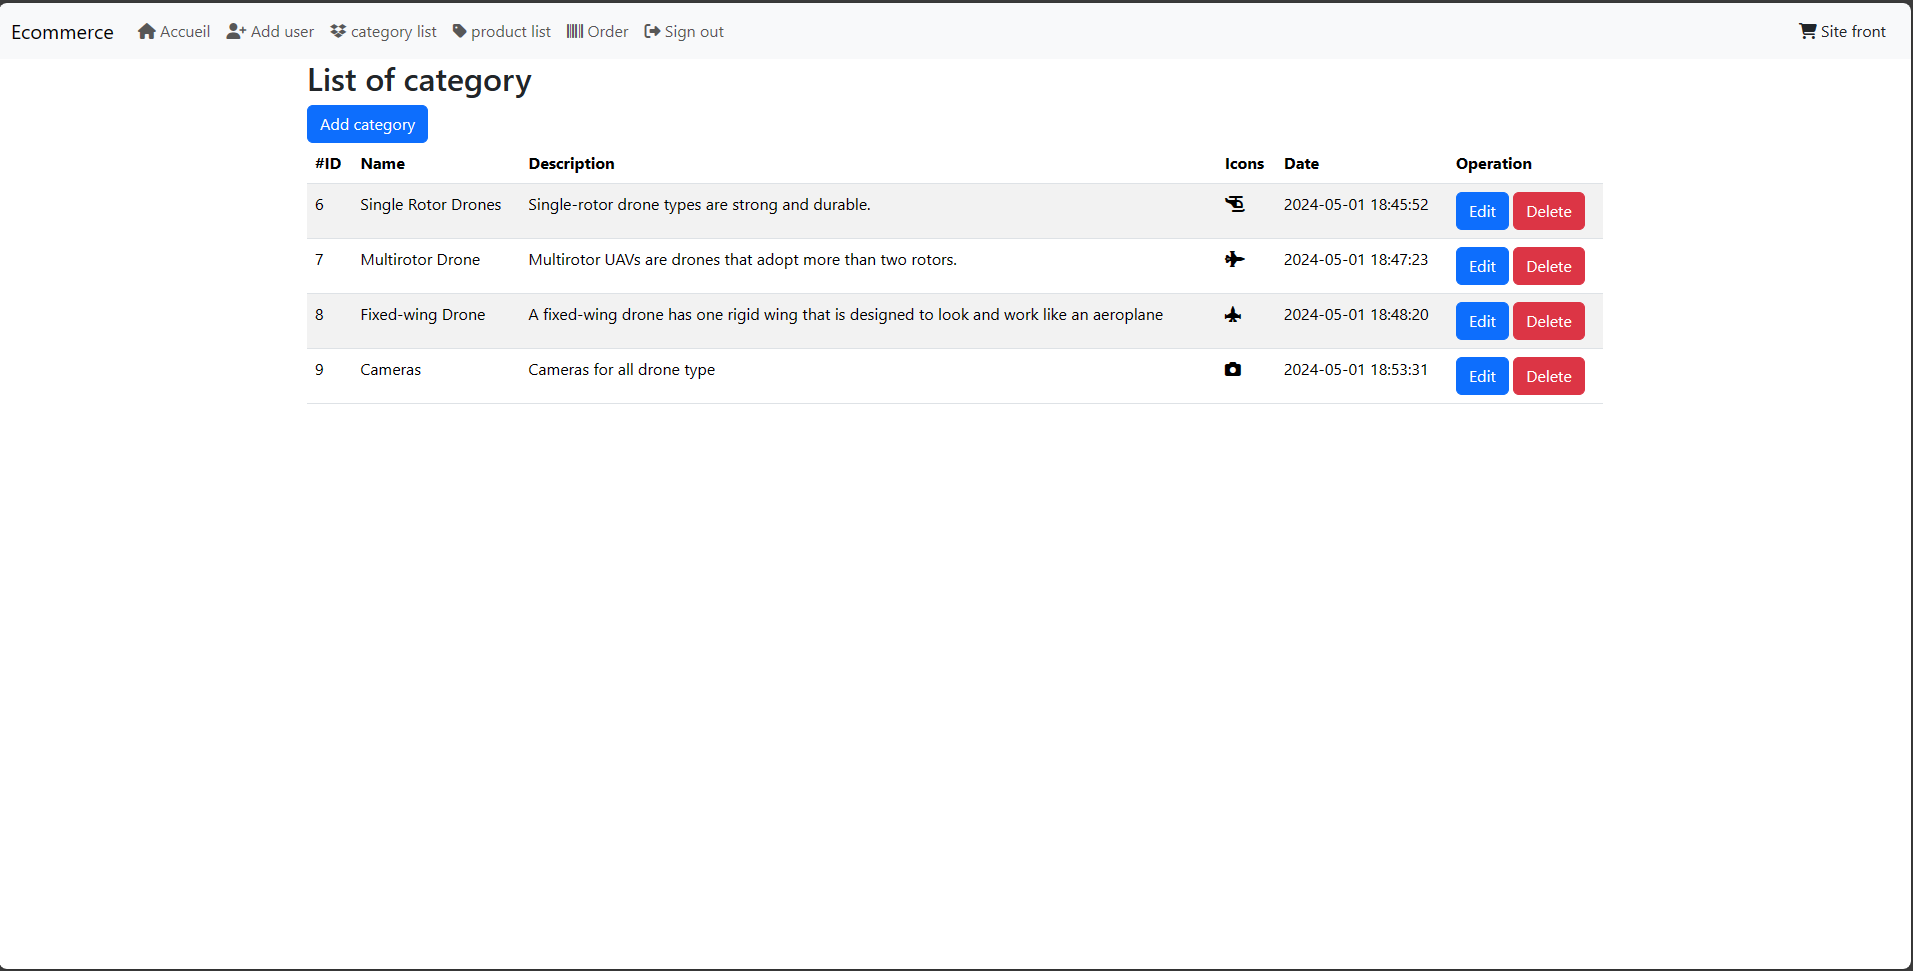 Ecommerce Accueil Add user category list product list Order Sign out Site front
List of category
Add category
#ID Name Description Icons Date Operation
6 Single Rotor Drones Single-rotor drone types are strong and durable. 2024-05-01 18:45:52 Edit Delete
7 Multirotor Drone Multirotor UAVs are drones that adopt more than two rotors. 2024-05-01 18:47:23 Edit Delete
8 Fixed-wing Drone A fixed-wing drone has one rigid wing that is designed to look and work like an aeroplane 2024-05-01 18:48:20 Edit Delete
9 Cameras Cameras for all drone type 2024-05-01 18:53:31 Edit Delete